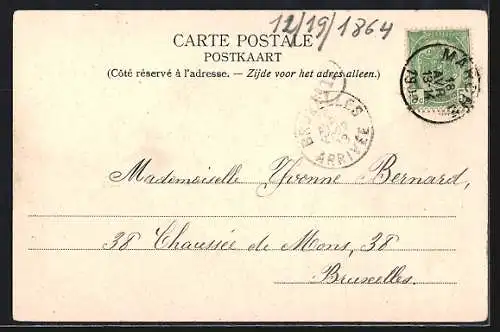 12/19/1864
CARTE POSTALE
POSTKAART
(Côté réservé à l'adresse. — Zijde voor het adres alleen.)
BRUXELLES
ARRIVÉE
Mademoiselle Yvonne Bernard,
38 Chaussée de Mons, 38
Bruxelles.